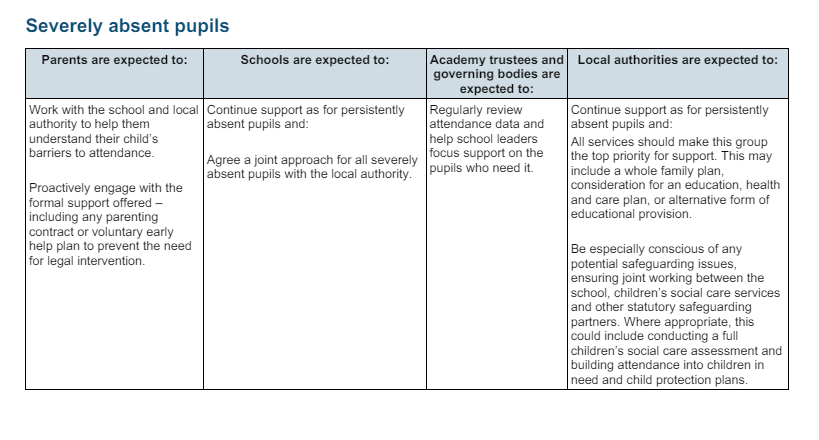 Severely absent pupils
Parents are expected to:
Schools are expected to:
Academy trustees and
governing bodies are
expected to:
Local authorities are expected to:
Work with the school and local
authority to help them
understand their child’s
barriers to attendance.
Proactively engage with the
formal support offered –
including any parenting
contract or voluntary early
help plan to prevent the need
for legal intervention.
Continue support as for persistently
absent pupils and:
Agree a joint approach for all severely
absent pupils with the local authority.
Regularly review
attendance data and
help school leaders
focus support on the
pupils who need it.
Continue support as for persistently
absent pupils and:
All services should make this group
the top priority for support. This may
include a whole family plan,
consideration for an education, health
and care plan, or alternative form of
educational provision.
Be especially conscious of any
potential safeguarding issues,
ensuring joint working between the
school, children’s social care services
and other statutory safeguarding
partners. Where appropriate, this
could include conducting a full
children’s social care assessment and
building attendance into children in
need and child protection plans.